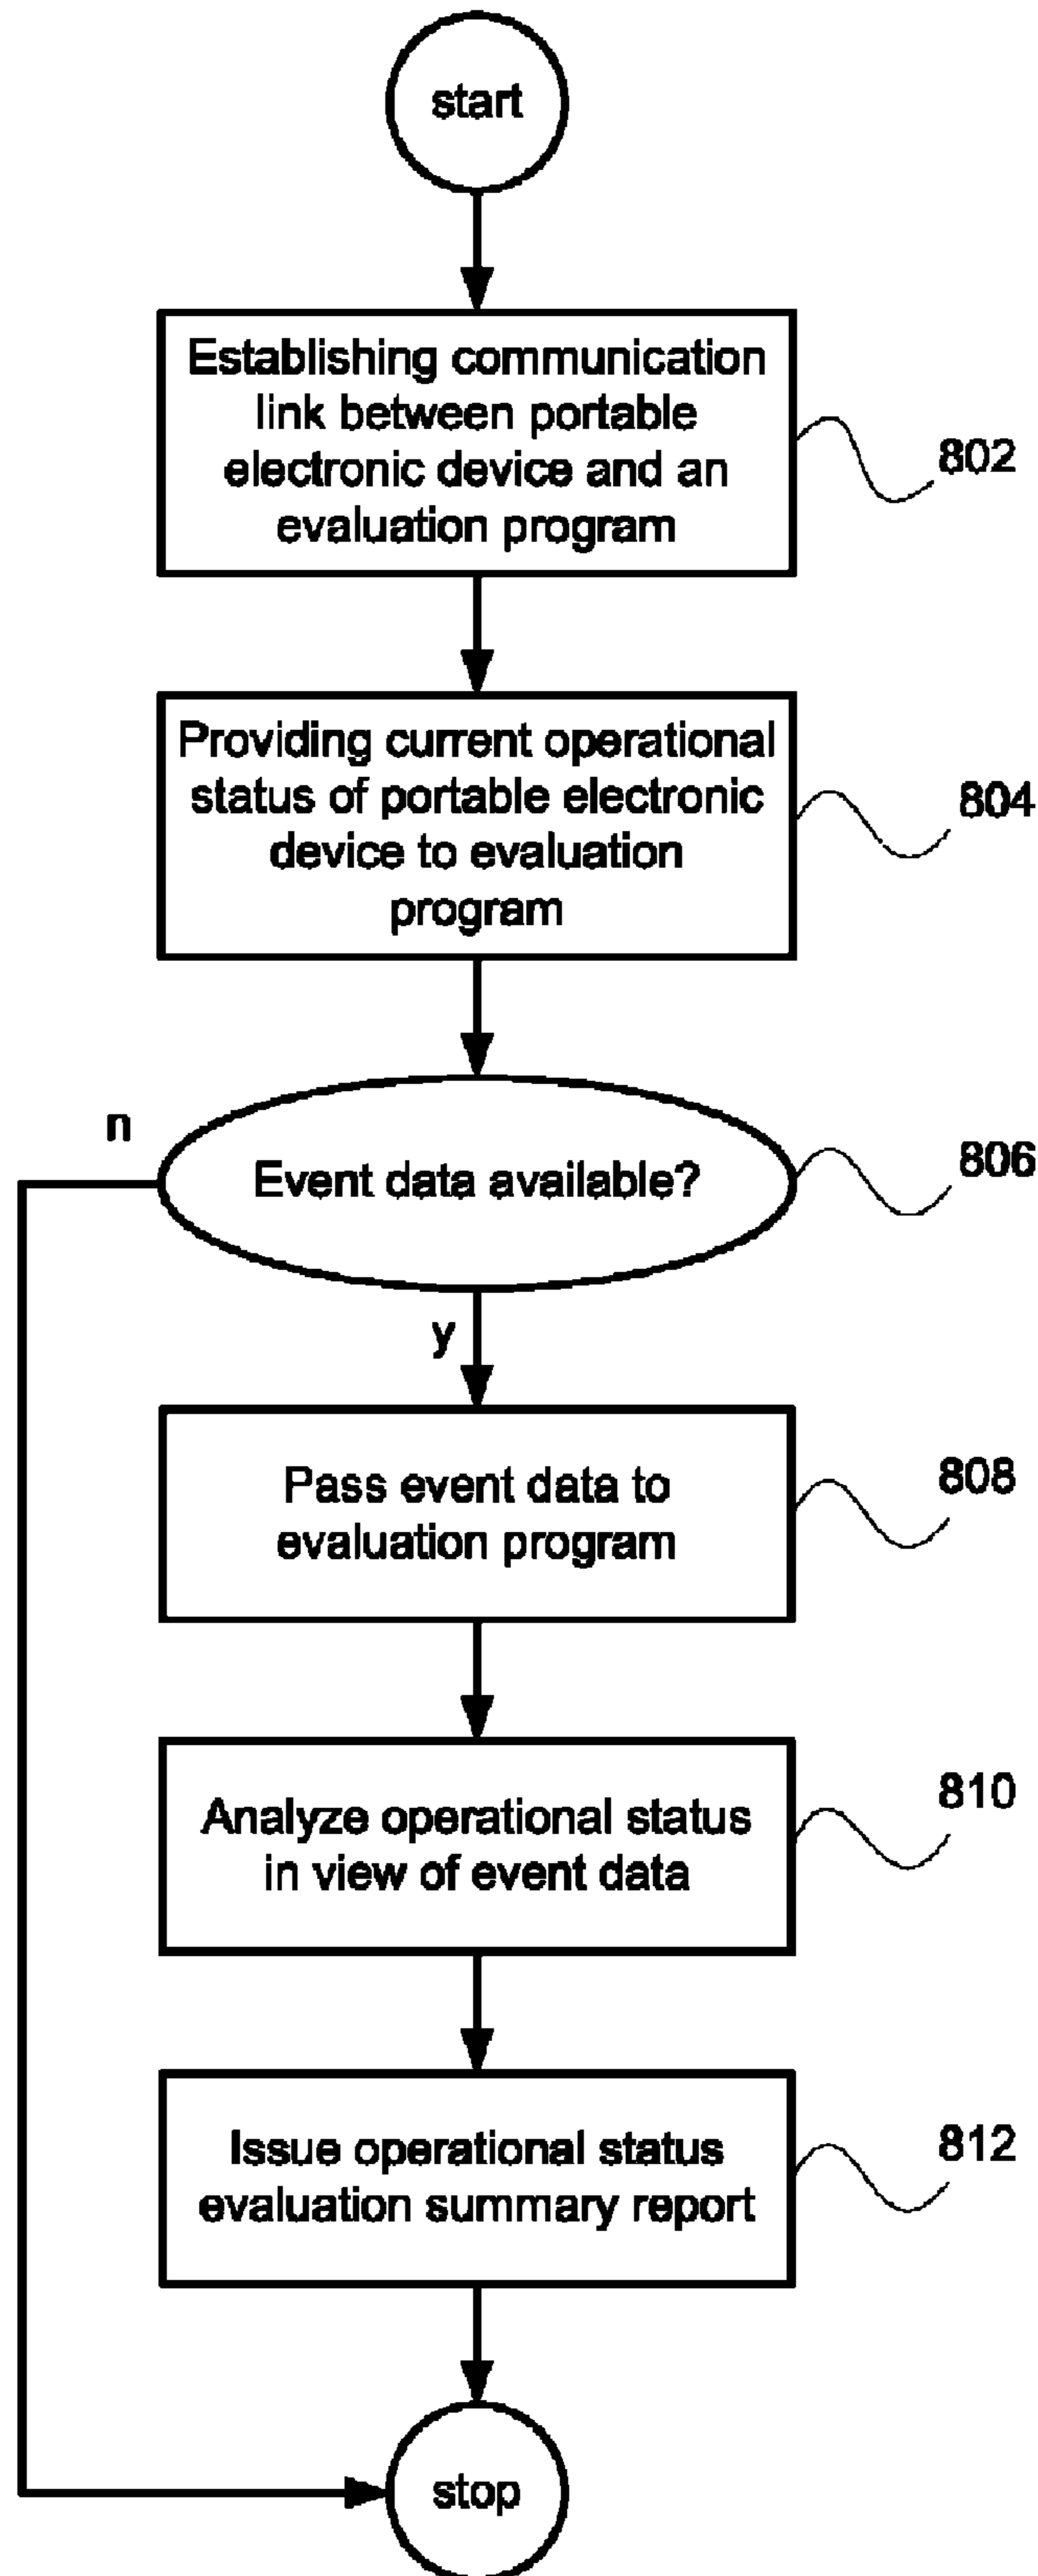 start
Establishing communication
link between portable
electronic device and an
evaluation program
802
Providing current operational
status of portable electronic
device to evaluation
program
804
n
Event data available?
806
y
Pass event data to
evaluation program
808
Analyze operational status
in view of event data
810
Issue operational status
evaluation summary report
812
stop